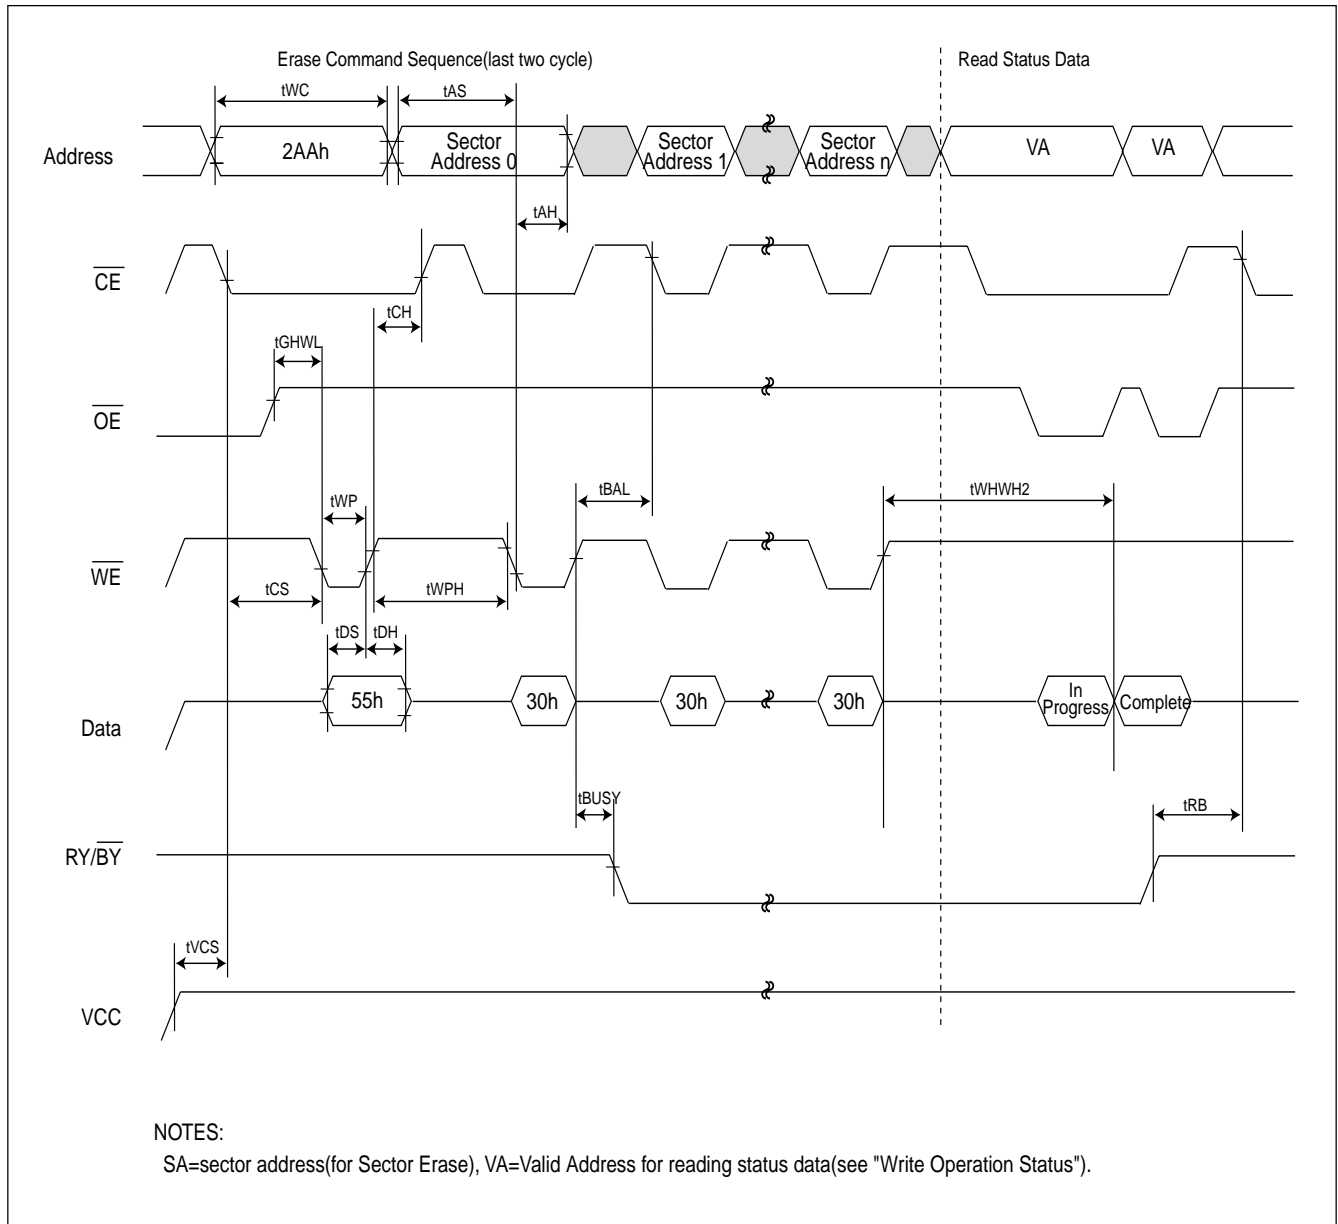 Erase Command Sequence(last two cycle)
Read Status Data
tWC
tAS
Address
2AAh
Sector
Address 0
Sector
Address 1
Sector
Address n
VA
VA
tAH
CE
tCH
tGHWL
OE
tWP
tBAL
tWHWH2
WE
tCS
tWPH
tDS
tDH
Data
55h
30h
30h
30h
In
Progress
Complete
tBUSY
tRB
RY/BY
tVCS
VCC
NOTES:
SA=sector address(for Sector Erase), VA=Valid Address for reading status data(see "Write Operation Status").